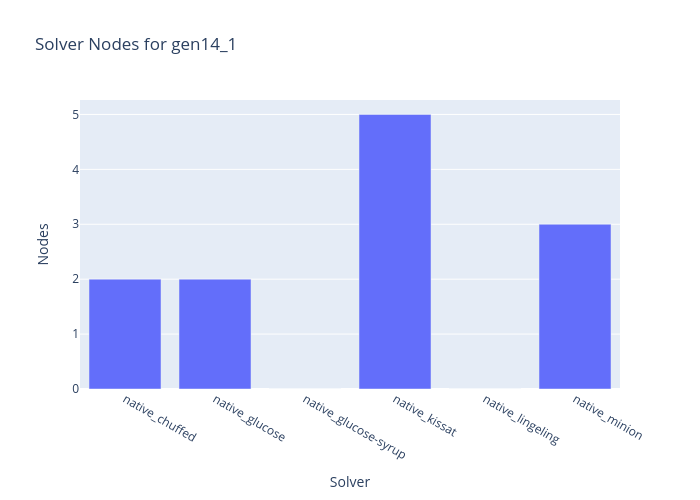 Solver Nodes for gen14_1
5
4
3
2
1
0
Nodes
native_chuffed
native_glucose
native_glucose-syrup
native_kissat
native_lingeling
native_minion
Solver